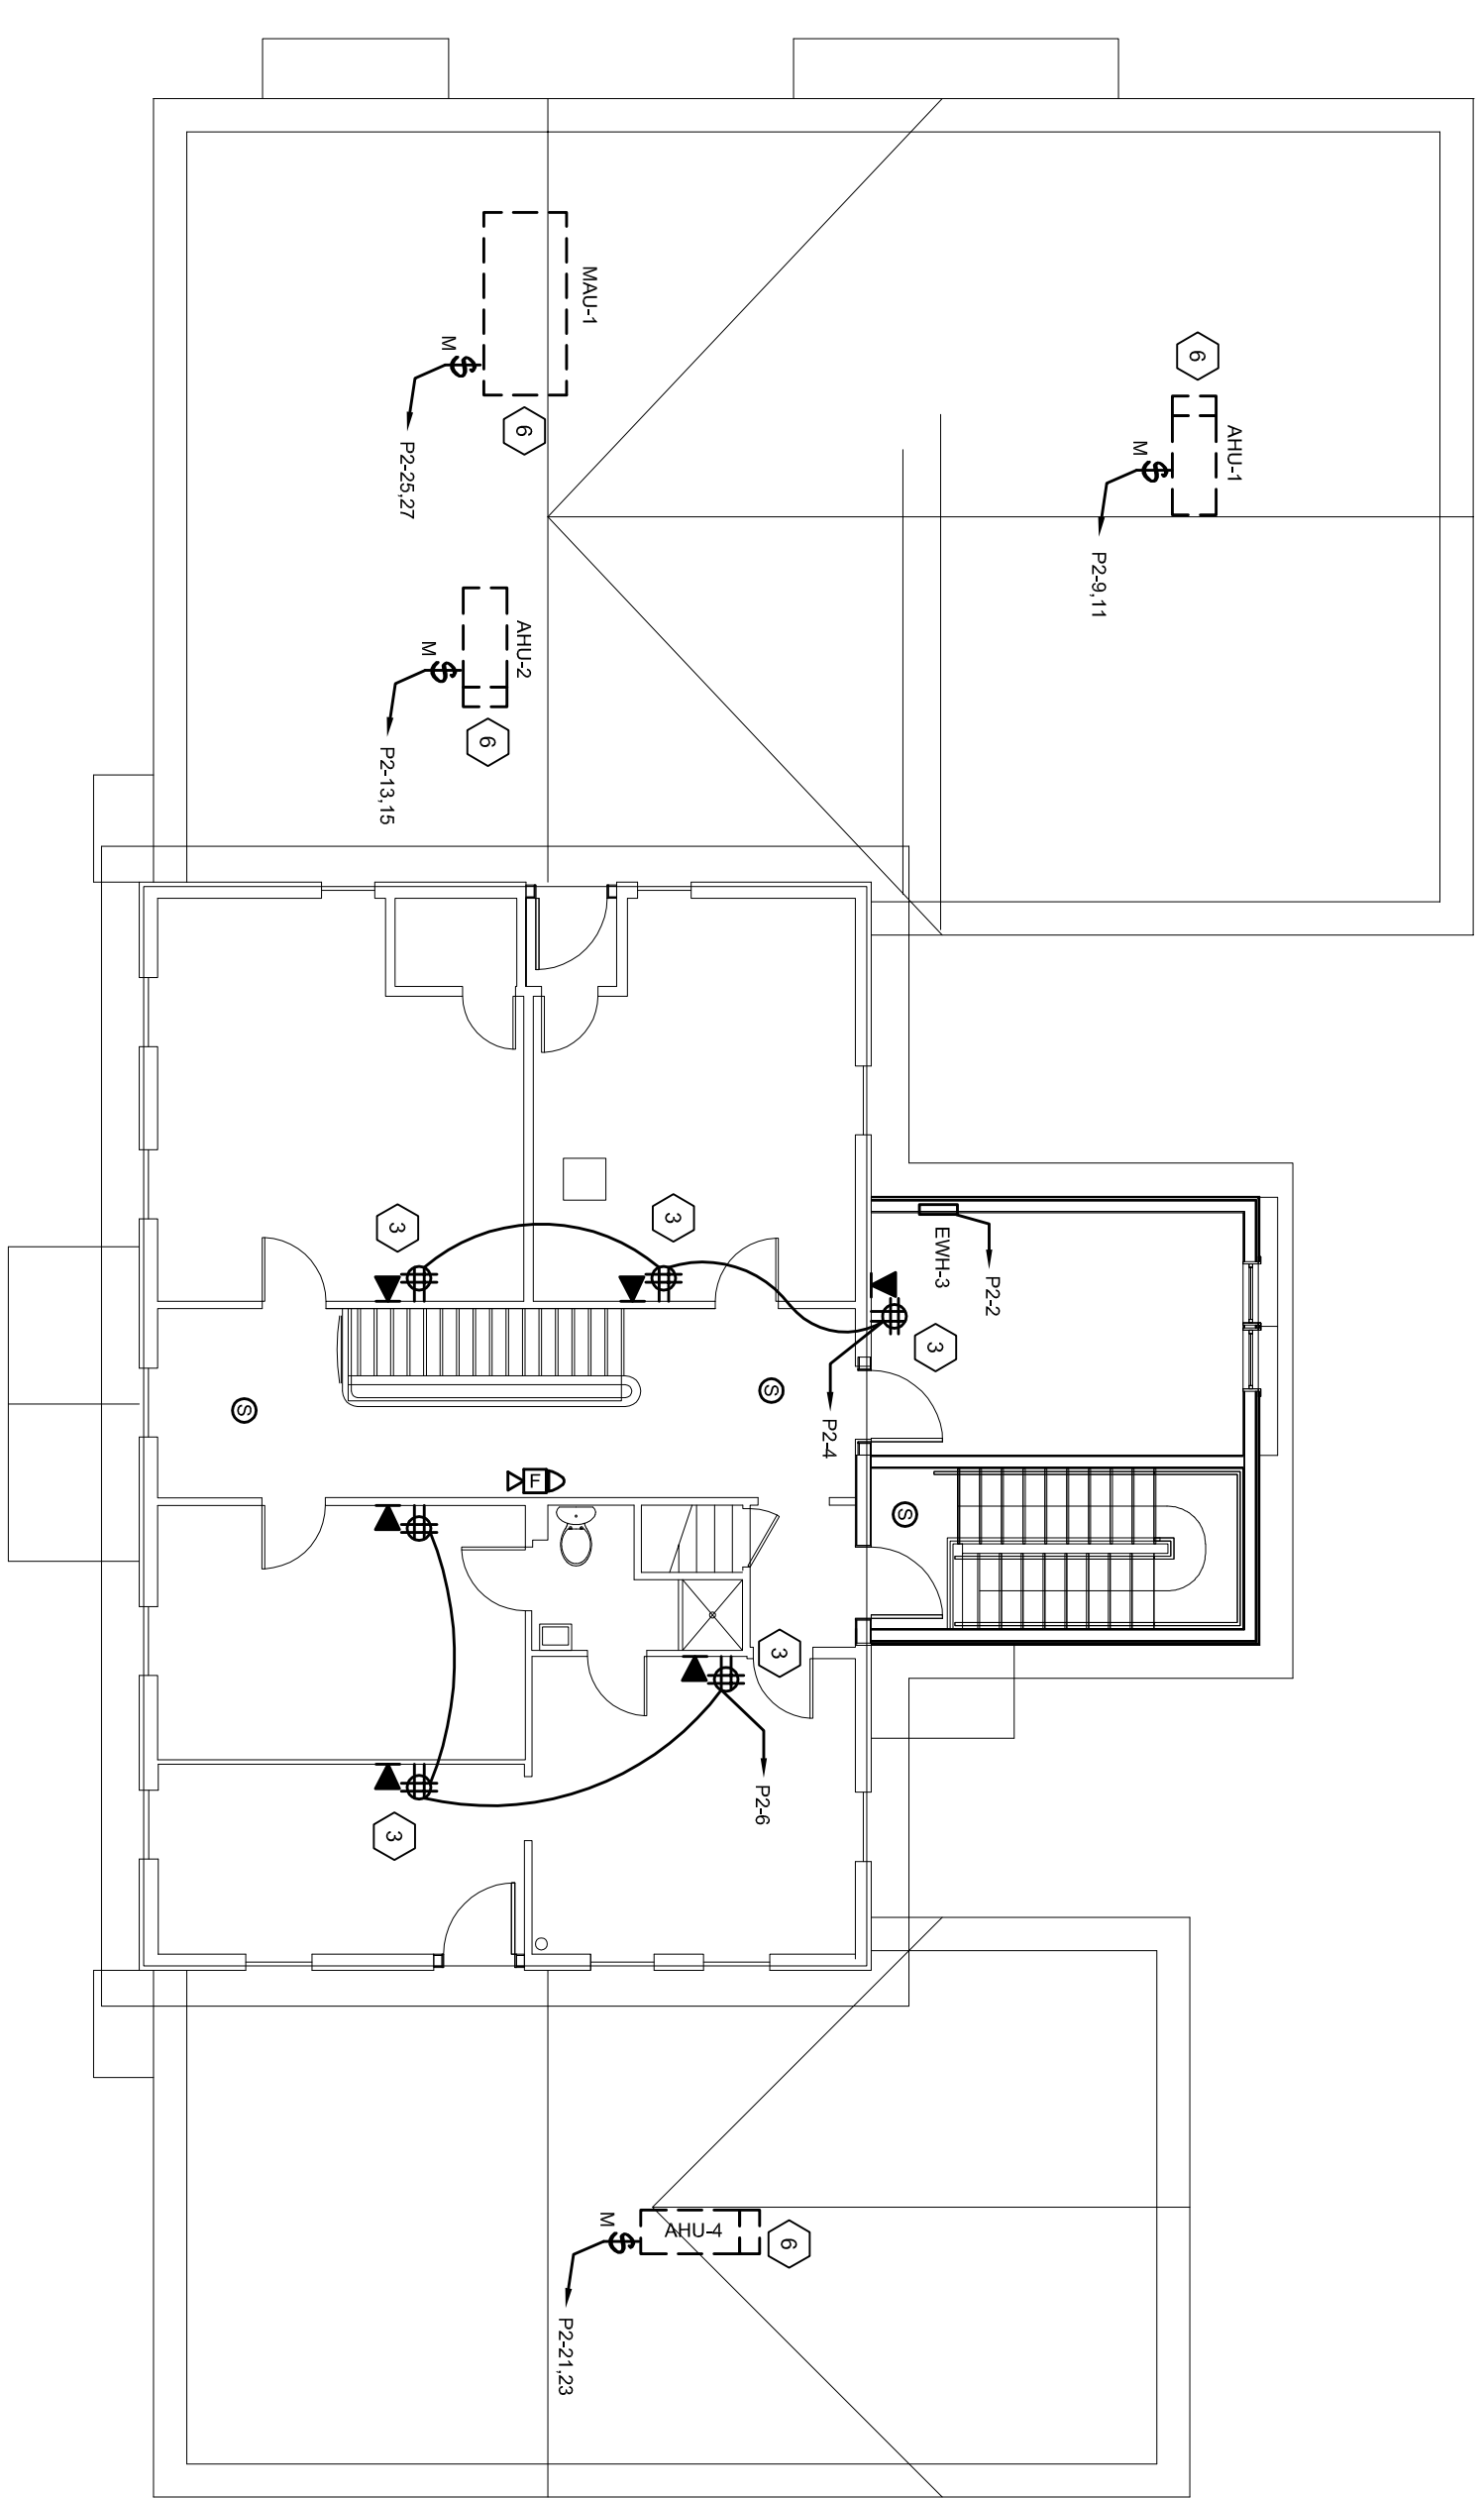 MAU-1
M
$
6
P2-25,27
6
AHU-1
M
$
P2-9,11
AHU-2
M
$
6
P2-13,15
3
3
EWH-3
P2-2
3
P2-4
S
S
S
F
3
P2-6
3
AHU-4
M
$
6
P2-21,23